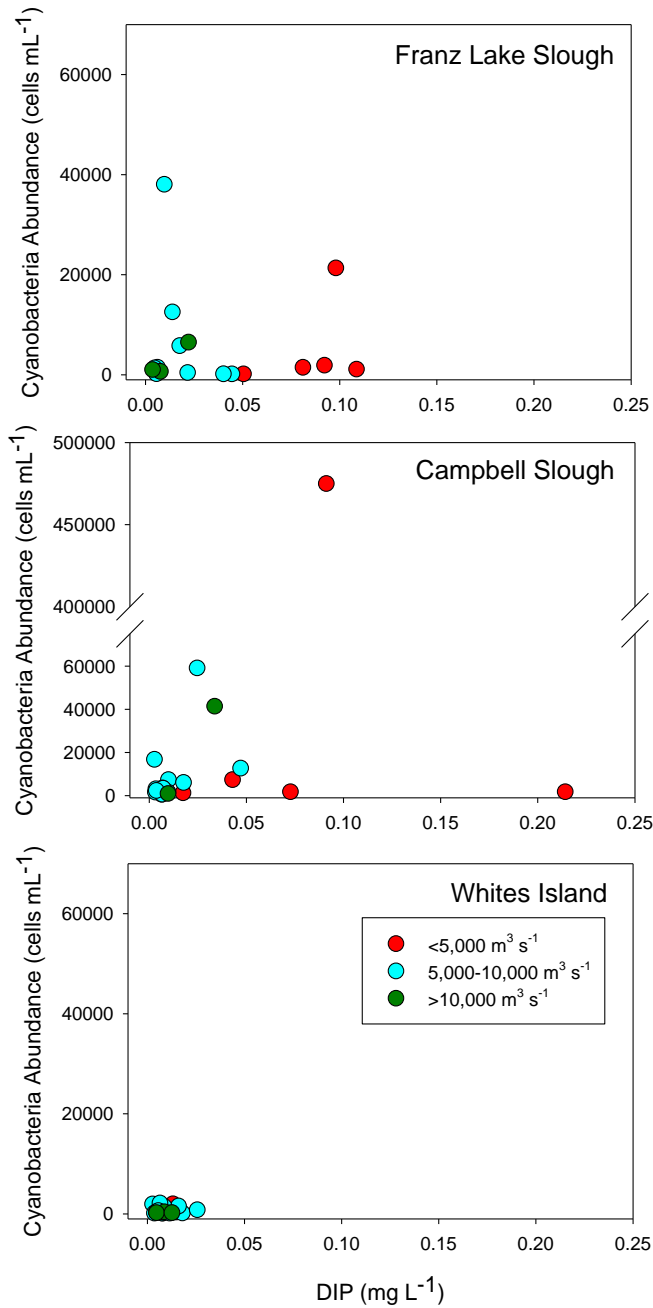 Franz Lake Slough
Cyanobacteria Abundance (cells mL⁻¹)
60000
40000
20000
0
0.00 0.05 0.10 0.15 0.20 0.25
Campbell Slough
Cyanobacteria Abundance (cells mL⁻¹)
500000
450000
400000
60000
40000
20000
0
0.00 0.05 0.10 0.15 0.20 0.25
Whites Island
Cyanobacteria Abundance (cells mL⁻¹)
60000
<5,000 m³ s⁻¹
5,000-10,000 m³ s⁻¹
>10,000 m³ s⁻¹
40000
20000
0
0.00 0.05 0.10 0.15 0.20 0.25
DIP (mg L⁻¹)